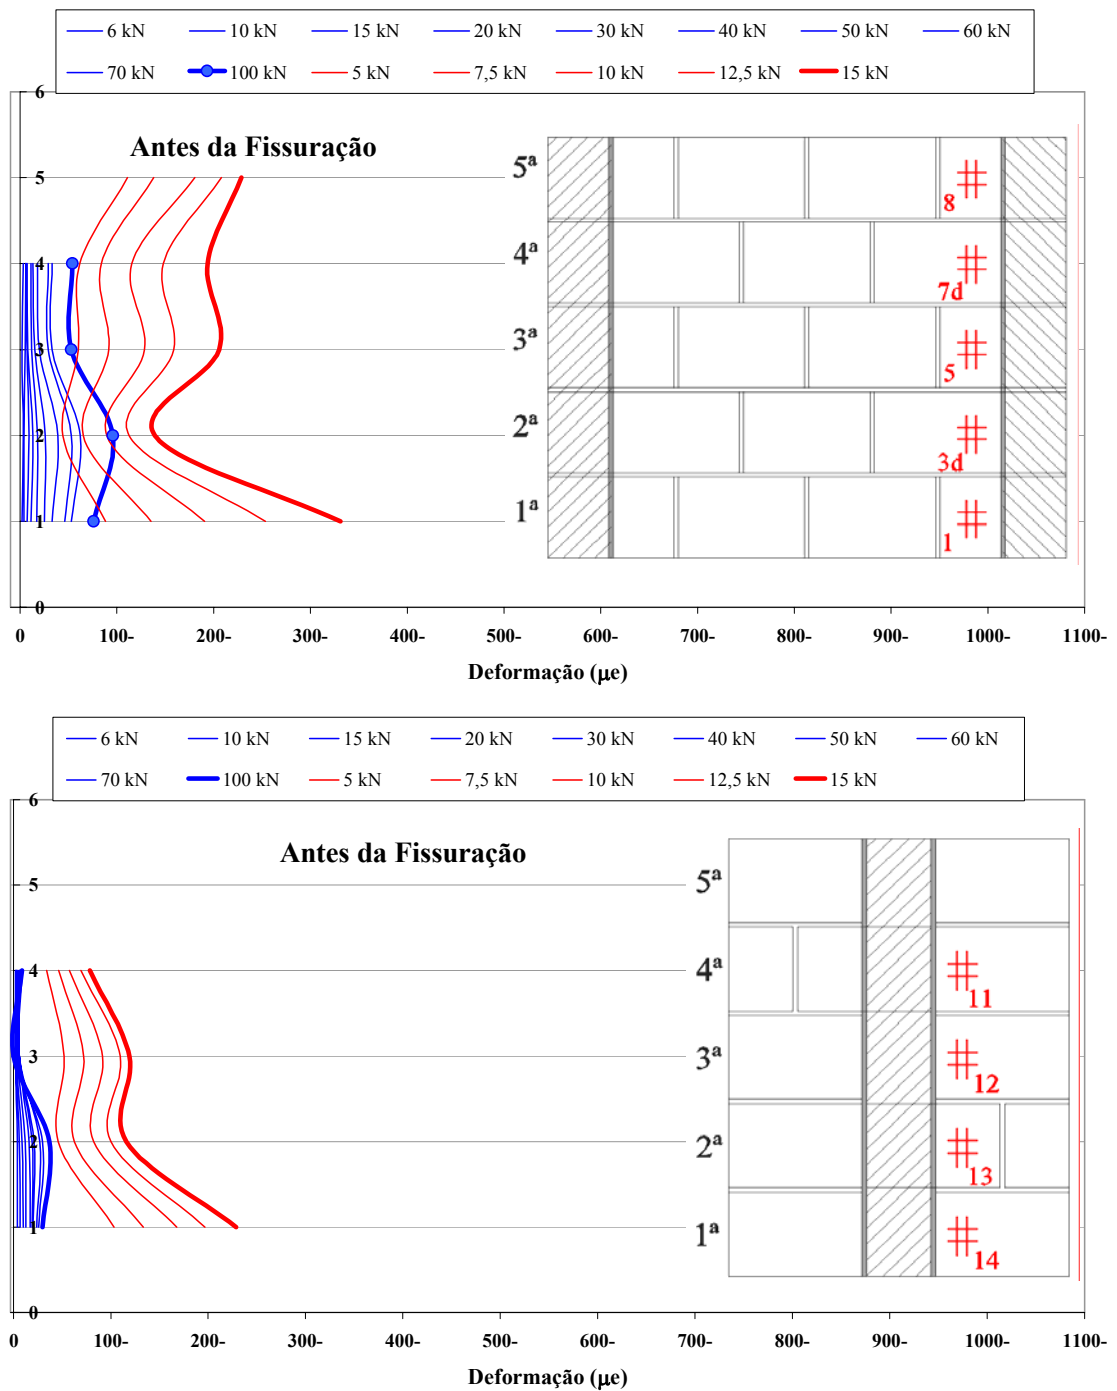 6 kN 10 kN 15 kN 20 kN 30 kN 40 kN 50 kN 60 kN
70 kN 100 kN 5 kN 7,5 kN 10 kN 12,5 kN 15 kN
6
Antes da Fissuração
5
4
3
2
1
0
5ª
4ª
3ª
2ª
1ª
8
7d
5
3d
1
0 100- 200- 300- 400- 500- 600- 700- 800- 900- 1000- 1100-
Deformação (µe)
6 kN 10 kN 15 kN 20 kN 30 kN 40 kN 50 kN 60 kN
70 kN 100 kN 5 kN 7,5 kN 10 kN 12,5 kN 15 kN
6
Antes da Fissuração
5
4
3
2
1
0
5ª
4ª
3ª
2ª
1ª
11
12
13
14
0 100- 200- 300- 400- 500- 600- 700- 800- 900- 1000- 1100-
Deformação (µe)